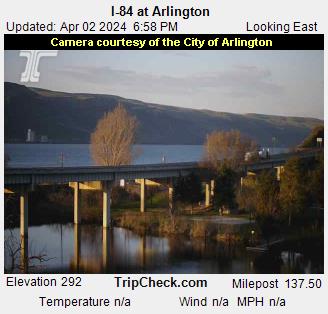 I-84 at Arlington
Updated: Apr 02 2024 6:58 PM Looking East
Camera courtesy of the City of Arlington
Elevation 292 TripCheck.com Milepost 137.50
Temperature n/a Wind n/a MPH n/a